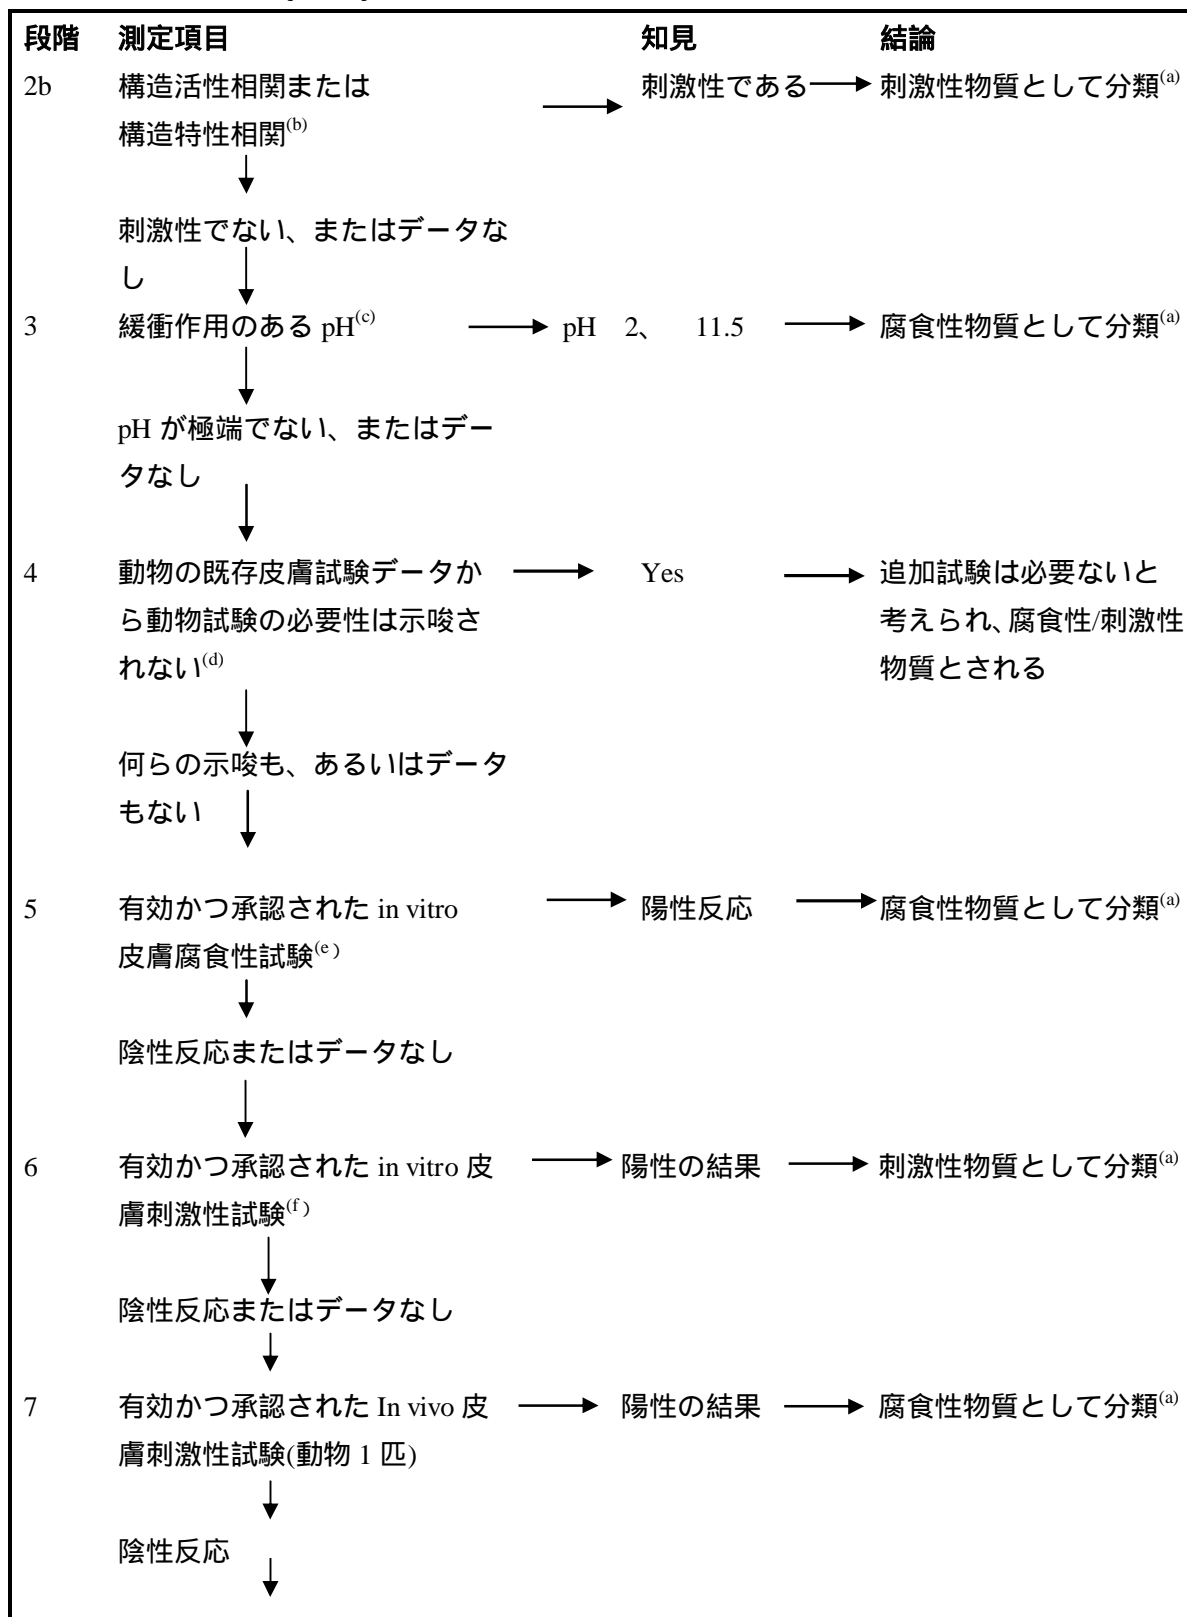 段階 測定項目 知見 結論
2b 構造活性相関または 刺激性である 刺激性物質として分類(a)
構造特性相関(b)
刺激性でない、またはデータな
し
3 緩衝作用のある pH(c) pH 2、 11.5 腐食性物質として分類(a)
pH が極端でない、またはデー
タなし
4 動物の既存皮膚試験データか Yes 追加試験は必要ないと
ら動物試験の必要性は示唆さ 考えられ、腐食性/刺激性
れない(d) 物質とされる
何らの示唆も、あるいはデータ
もない
5 有効かつ承認された in vitro 陽性反応 腐食性物質として分類(a)
皮膚腐食性試験(e)
陰性反応またはデータなし
6 有効かつ承認された in vitro 皮 陽性の結果 刺激性物質として分類(a)
膚刺激性試験(f)
陰性反応またはデータなし
7 有効かつ承認された In vivo 皮 陽性の結果 腐食性物質として分類(a)
膚刺激性試験(動物 1 匹)
陰性反応